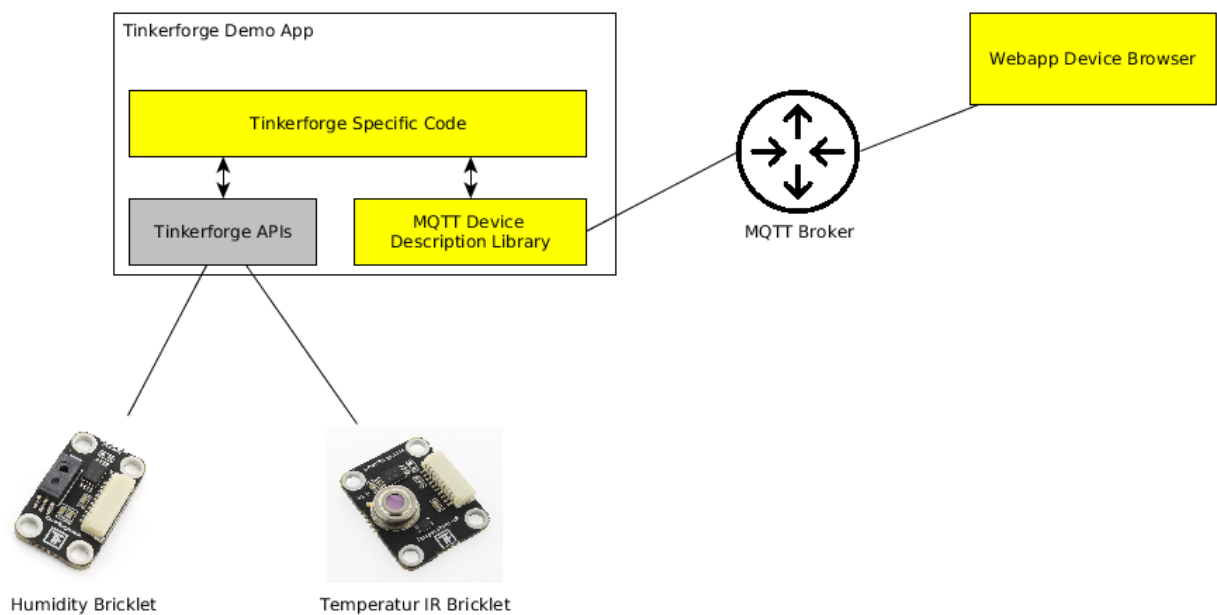 Tinkerforge Demo App
Webapp Device Browser
Tinkerforge Specific Code
Tinkerforge APIs
MQTT Device
Description Library
MQTT Broker
Humidity Bricklet
Temperatur IR Bricklet